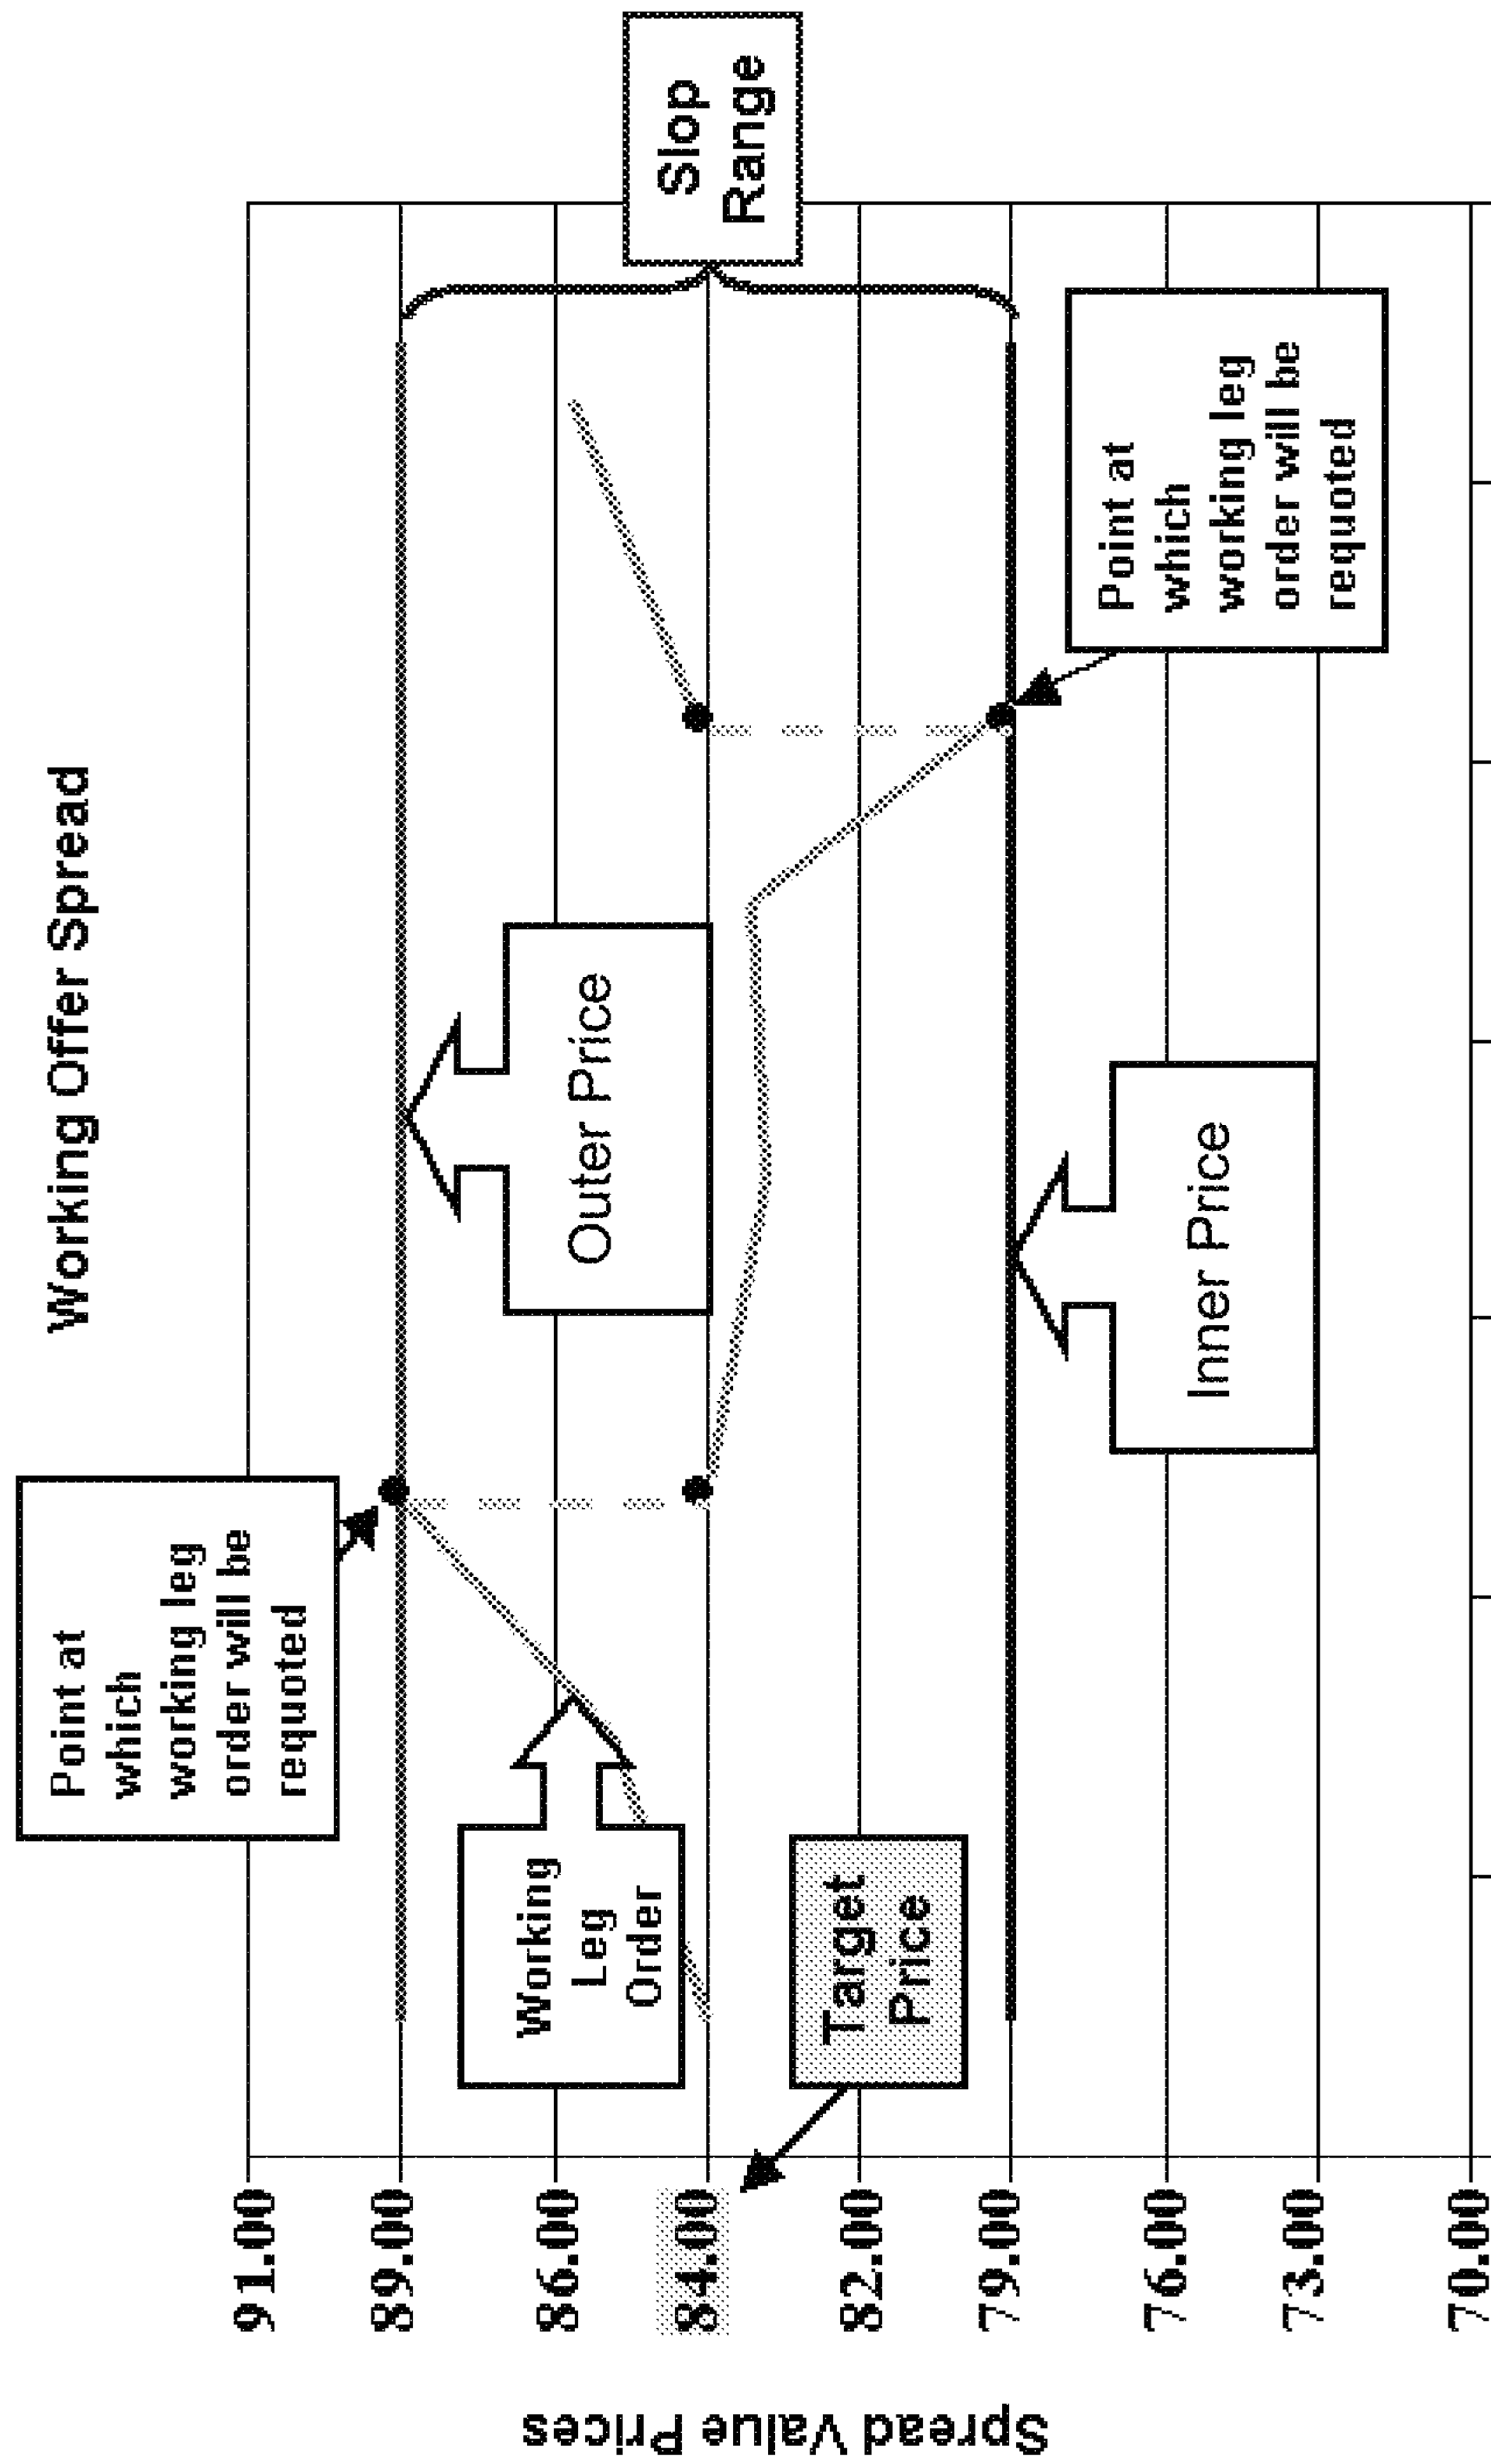 Working Offer Spread
Point at
which
working leg
order will be
requoted
Slop
Range
Working
Leg
Order
Outer Price
Target
Price
Inner Price
Point at
which
working leg
order will be
requoted
Spread Value Prices
91.00
89.00
86.00
84.00
82.00
79.00
76.00
73.00
70.00